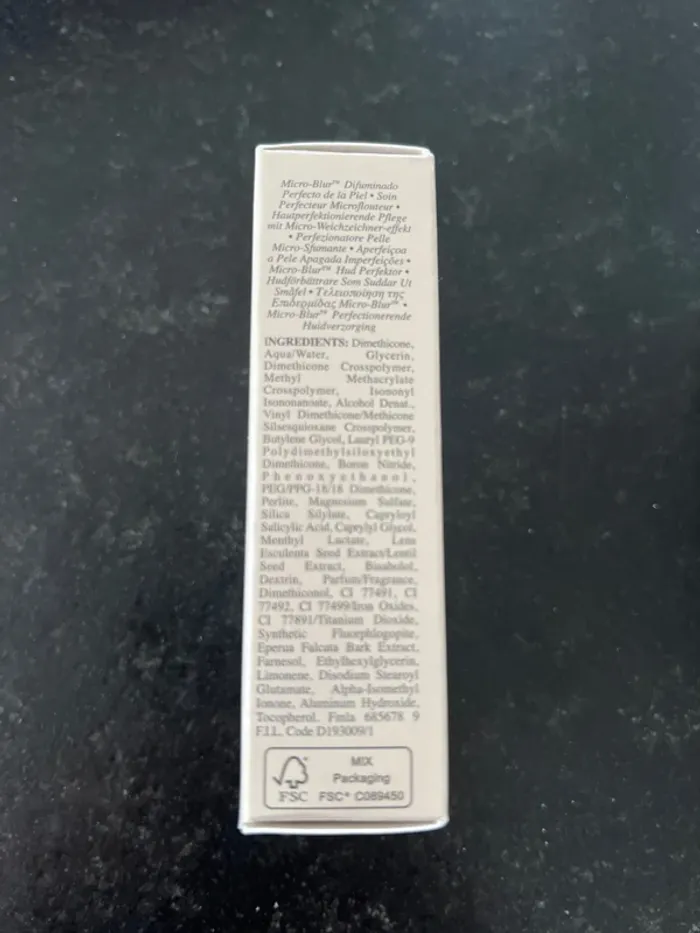 Micro-Blur™ Difuminado
Perfecto de la Piel • Soin
Perfecteur Microflouteur •
Hautperfektionierende Pflege
mit Micro-Weichzeichner-effekt
• Perfezionatore Pelle
Micro-Sfumante • Aperfeiçoa
a Pele Apagada Imperfeições •
Micro-Blur™ Hud Perfektor •
Hudförbättrare Som Suddar Ut
Småfel • Τελειοποίηση της
Επιδερμίδας Micro-Blur™ •
Micro-Blur™ Perfectionerende
Huidverzorging
INGREDIENTS: Dimethicone,
Aqua/Water, Glycerin,
Dimethicone Crosspolymer,
Methyl Methacrylate
Crosspolymer, Isononyl
Isononanoate, Alcohol Denat.,
Vinyl Dimethicone/Methicone
Silsesquioxane Crosspolymer,
Butylene Glycol, Lauryl PEG-9
Polydimethylsiloxyethyl
Dimethicone, Boron Nitride,
Phenoxyethanol,
PEG/PPG-18/18 Dimethicone,
Perlite, Magnesium Sulfate,
Silica Silylate, Capryloyl
Salicylic Acid, Caprylyl Glycol,
Menthyl Lactate, Lens
Esculenta Seed Extract/Lentil
Seed Extract, Bisabolol,
Dextrin, Parfum/Fragrance,
Dimethiconol, CI 77491, CI
77492, CI 77499/Iron Oxides,
CI 77891/Titanium Dioxide,
Synthetic Fluorphlogopite,
Eperua Falcata Bark Extract,
Farnesol, Ethylhexylglycerin,
Limonene, Disodium Stearoyl
Glutamate, Alpha-Isomethyl
Ionone, Aluminum Hydroxide,
Tocopherol. Finla 685678 9
F.I.L. Code D193009/1
MIX
Packaging
FSC FSC® C089450